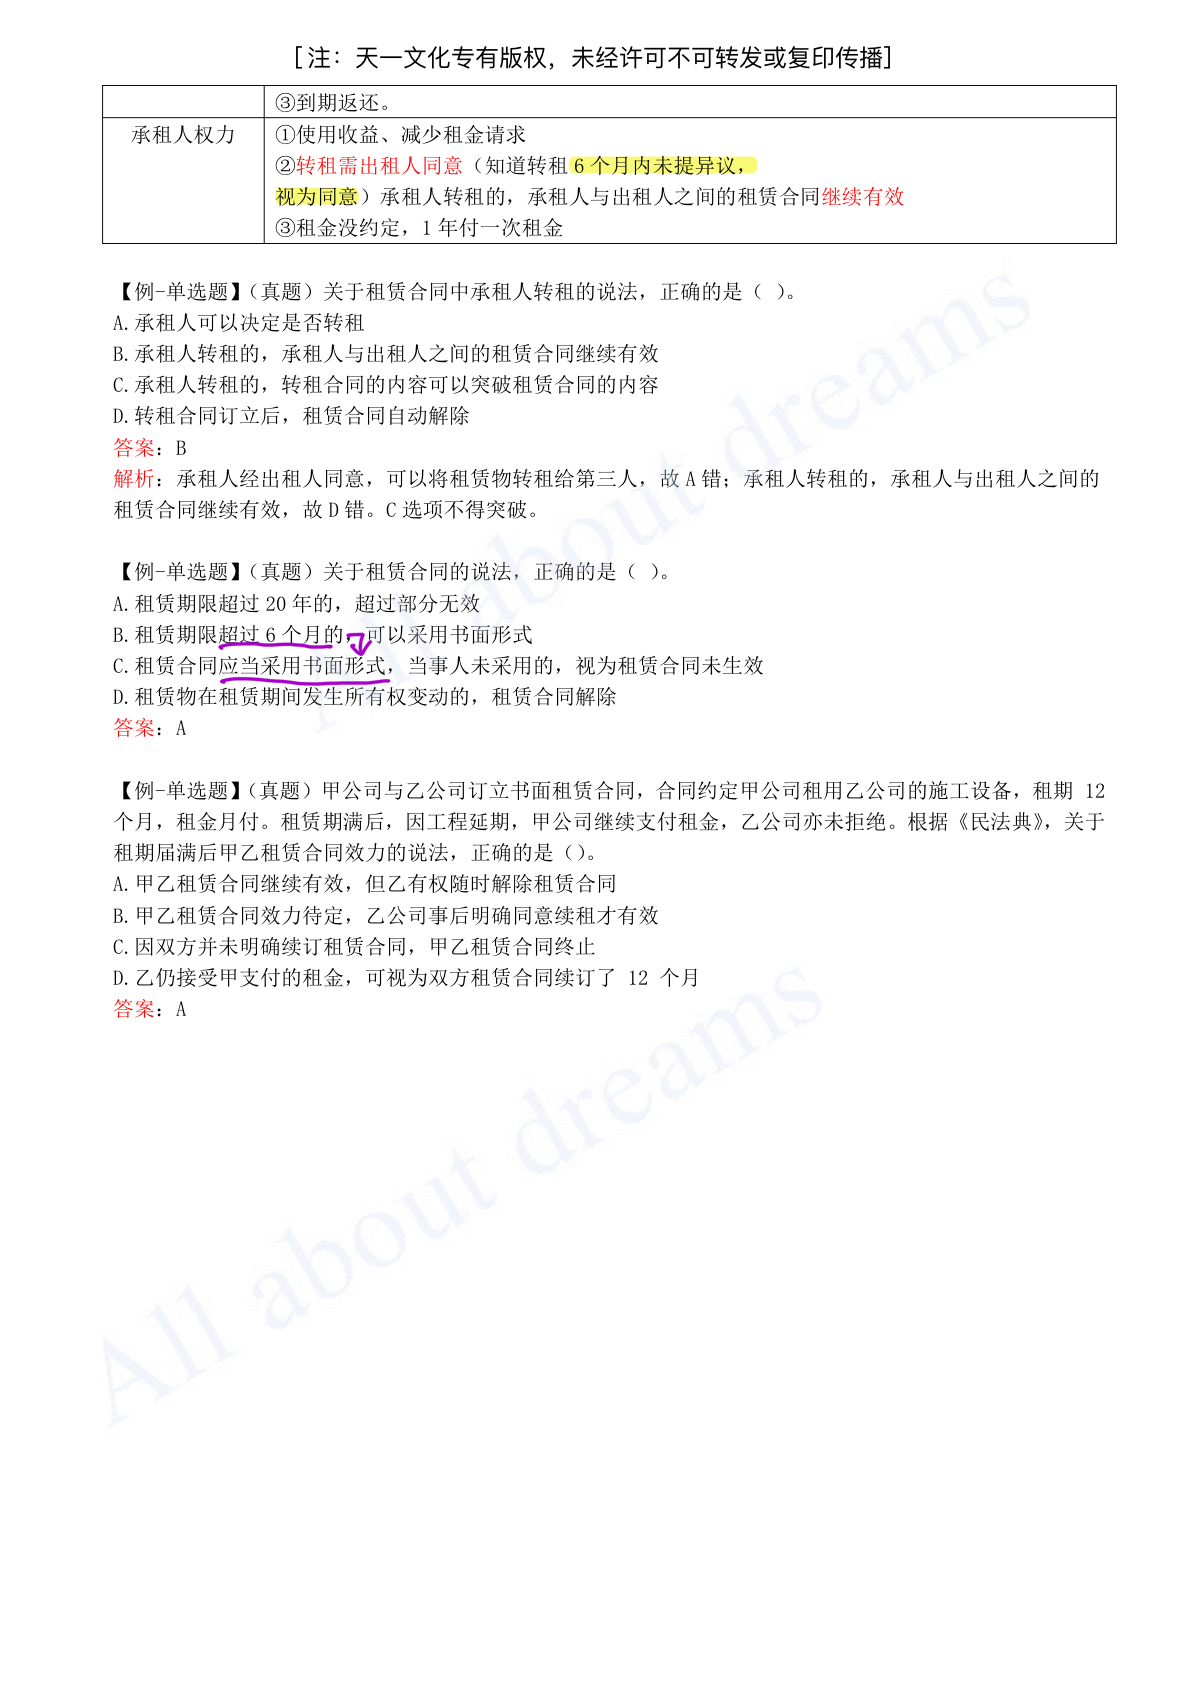 [注：天一文化专有版权，未经许可不可转发或复印传播]
③到期返还。
承租人权力
①使用收益、减少租金请求
②转租需出租人同意（知道转租 6 个月内未提异议，
视为同意）承租人转租的，承租人与出租人之间的租赁合同继续有效
③租金没约定，1 年付一次租金
【例-单选题】（真题）关于租赁合同中承租人转租的说法，正确的是（ ）。
A.承租人可以决定是否转租
B.承租人转租的，承租人与出租人之间的租赁合同继续有效
C.承租人转租的，转租合同的内容可以突破租赁合同的内容
D.转租合同订立后，租赁合同自动解除
答案：B
解析：承租人经出租人同意，可以将租赁物转租给第三人，故 A 错；承租人转租的，承租人与出租人之间的
租赁合同继续有效，故 D 错。C 选项不得突破。
【例-单选题】（真题）关于租赁合同的说法，正确的是（ ）。
A.租赁期限超过 20 年的，超过部分无效
B.租赁期限超过 6 个月的，可以采用书面形式
C.租赁合同应当采用书面形式，当事人未采用的，视为租赁合同未生效
D.租赁物在租赁期间发生所有权变动的，租赁合同解除
答案：A
【例-单选题】（真题）甲公司与乙公司订立书面租赁合同，合同约定甲公司租用乙公司的施工设备，租期 12
个月，租金月付。租赁期满后，因工程延期，甲公司继续支付租金，乙公司亦未拒绝。根据《民法典》，关于
租期届满后甲乙租赁合同效力的说法，正确的是（）。
A.甲乙租赁合同继续有效，但乙有权随时解除租赁合同
B.甲乙租赁合同效力待定，乙公司事后明确同意续租才有效
C.因双方并未明确续订租赁合同，甲乙租赁合同终止
D.乙仍接受甲支付的租金，可视为双方租赁合同续订了 12 个月
答案：A
All about dreams
All about dreams